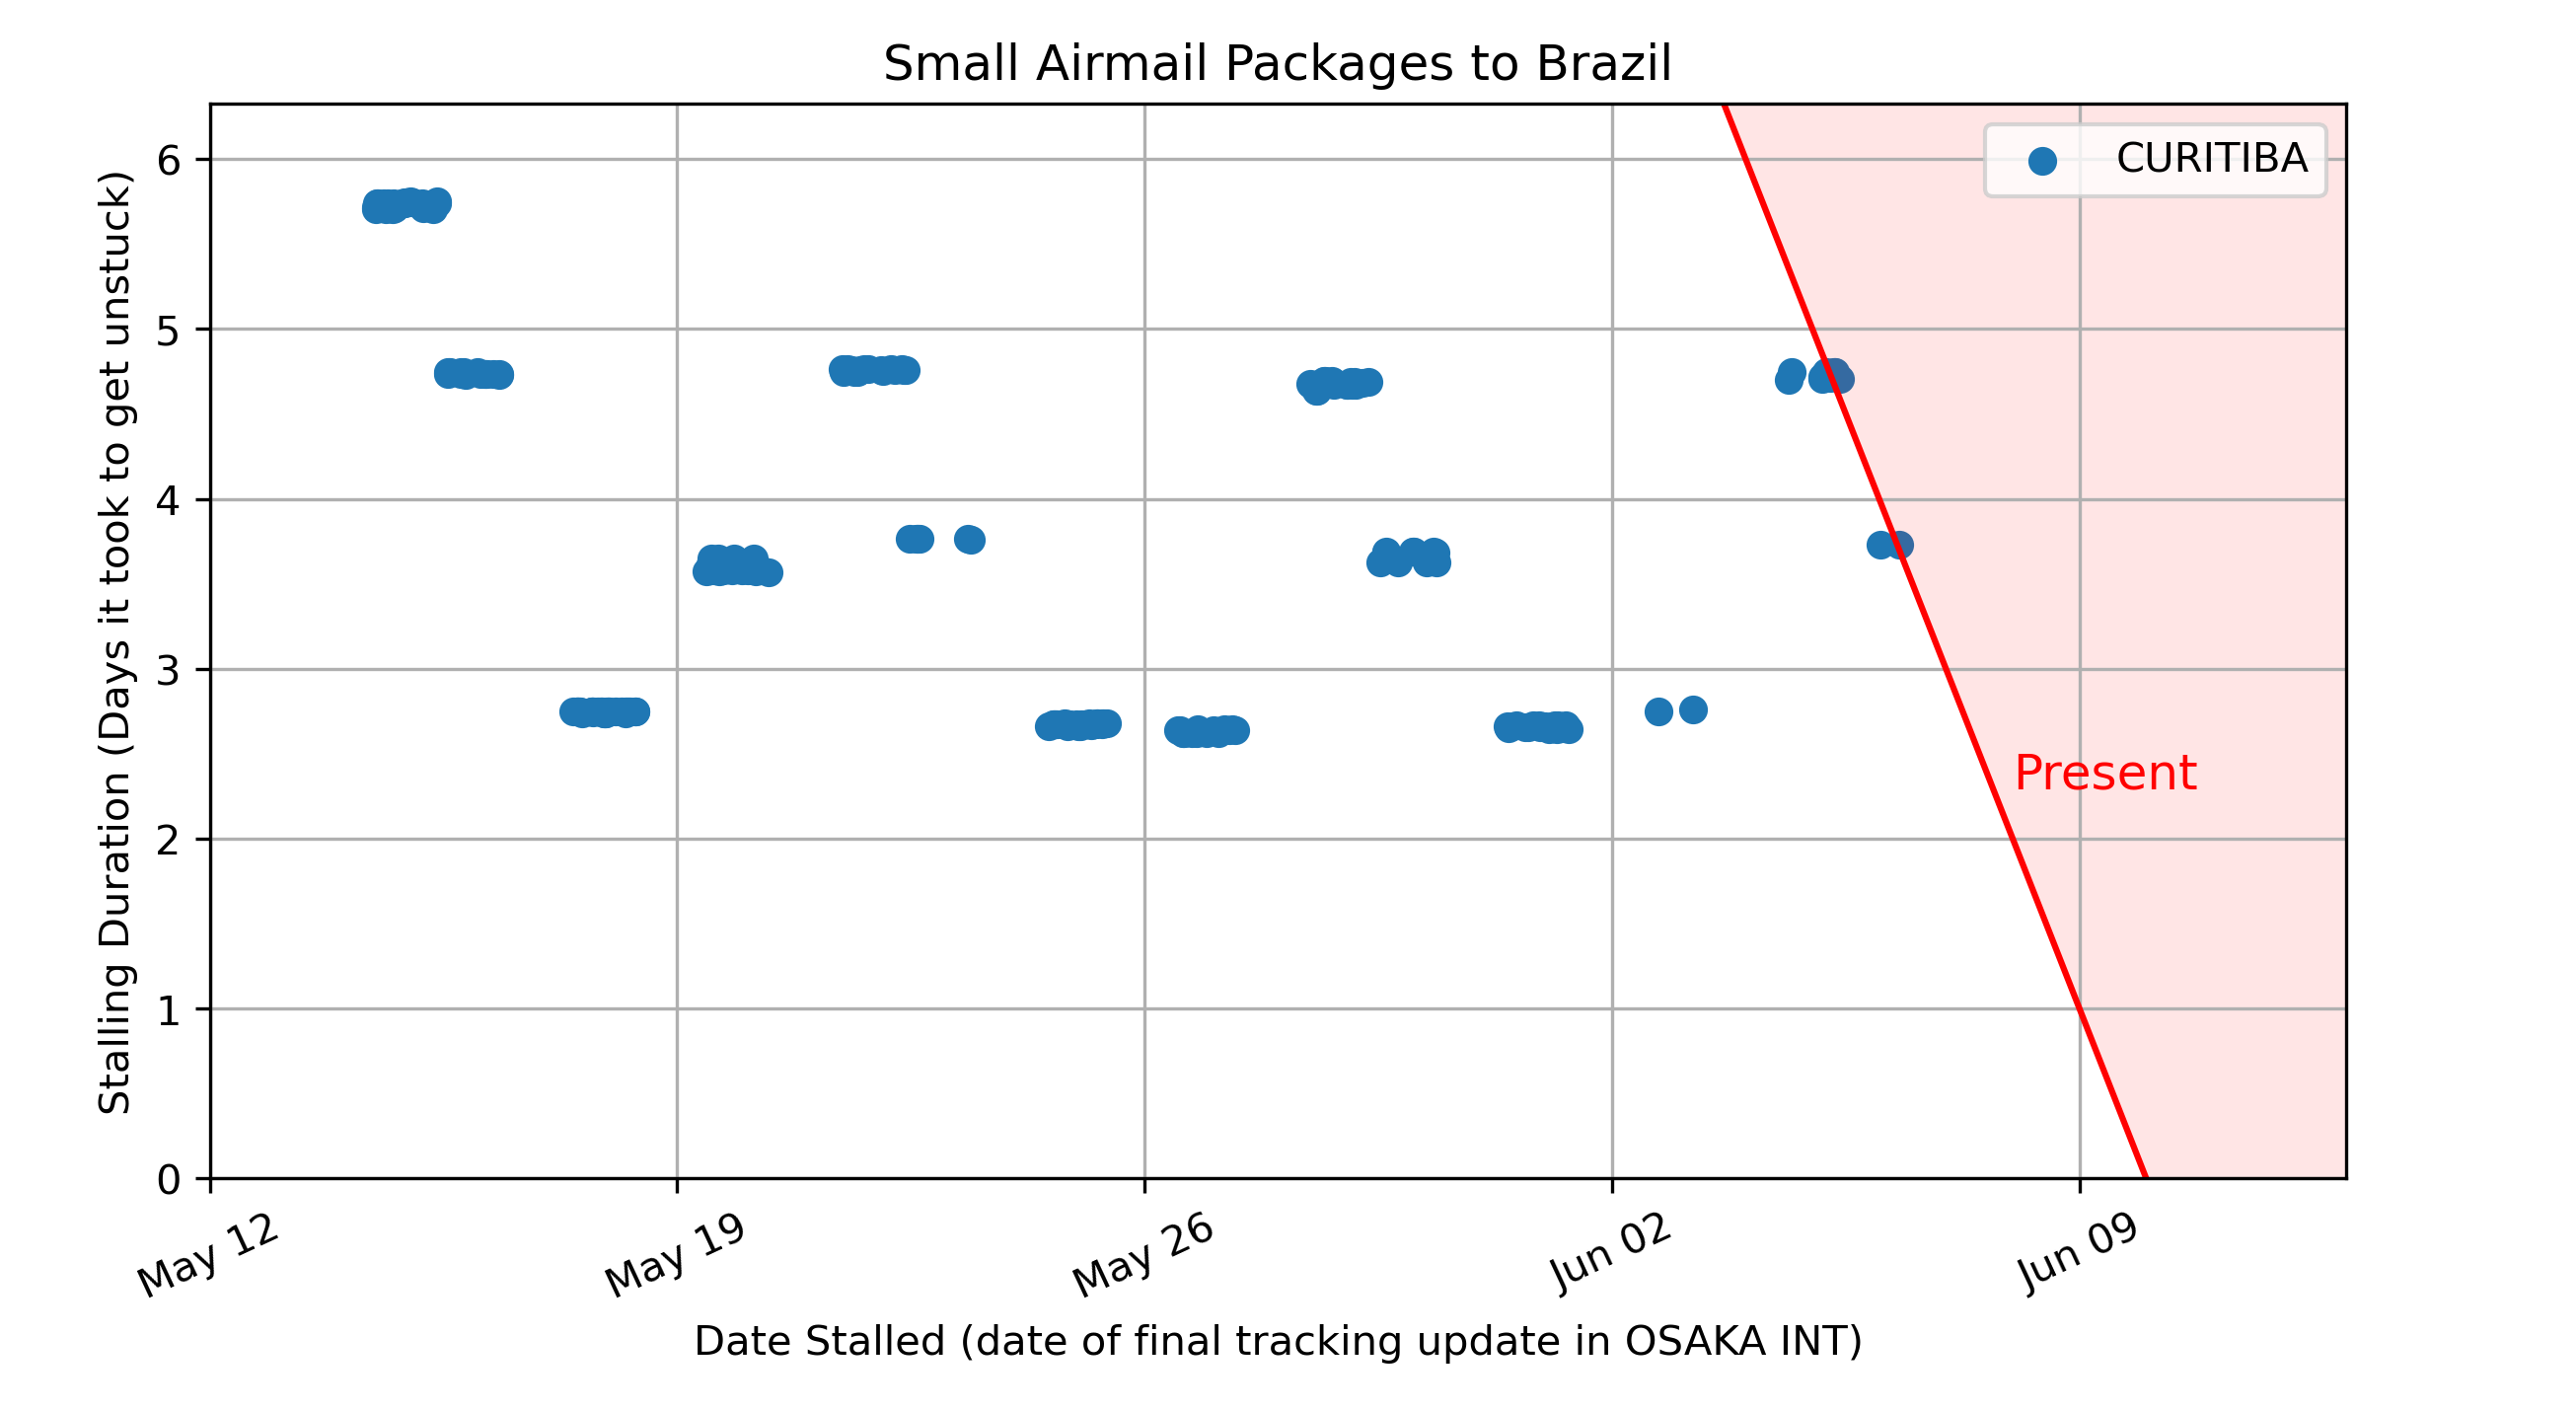 Small Airmail Packages to Brazil
CURITIBA
Stalling Duration (Days it took to get unstuck)
6
5
4
3
2
1
0
Present
May 12
May 19
May 26
Jun 02
Jun 09
Date Stalled (date of final tracking update in OSAKA INT)